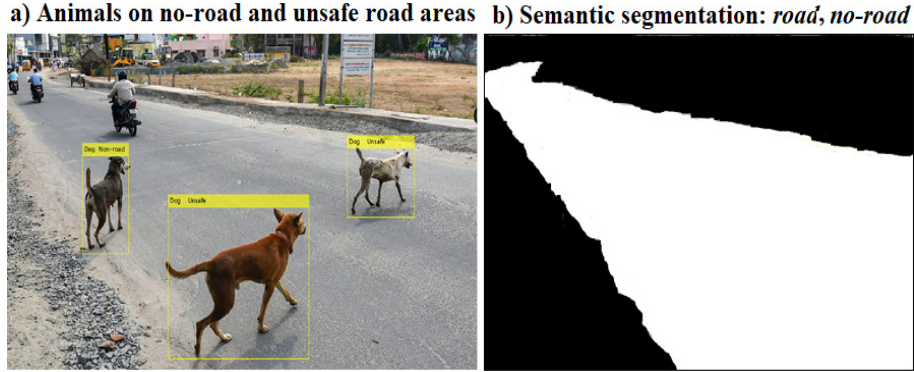 a) Animals on no-road and unsafe road areas
b) Semantic segmentation: road, no-road
Dog Non-road
Dog Unsafe
Dog Unsafe